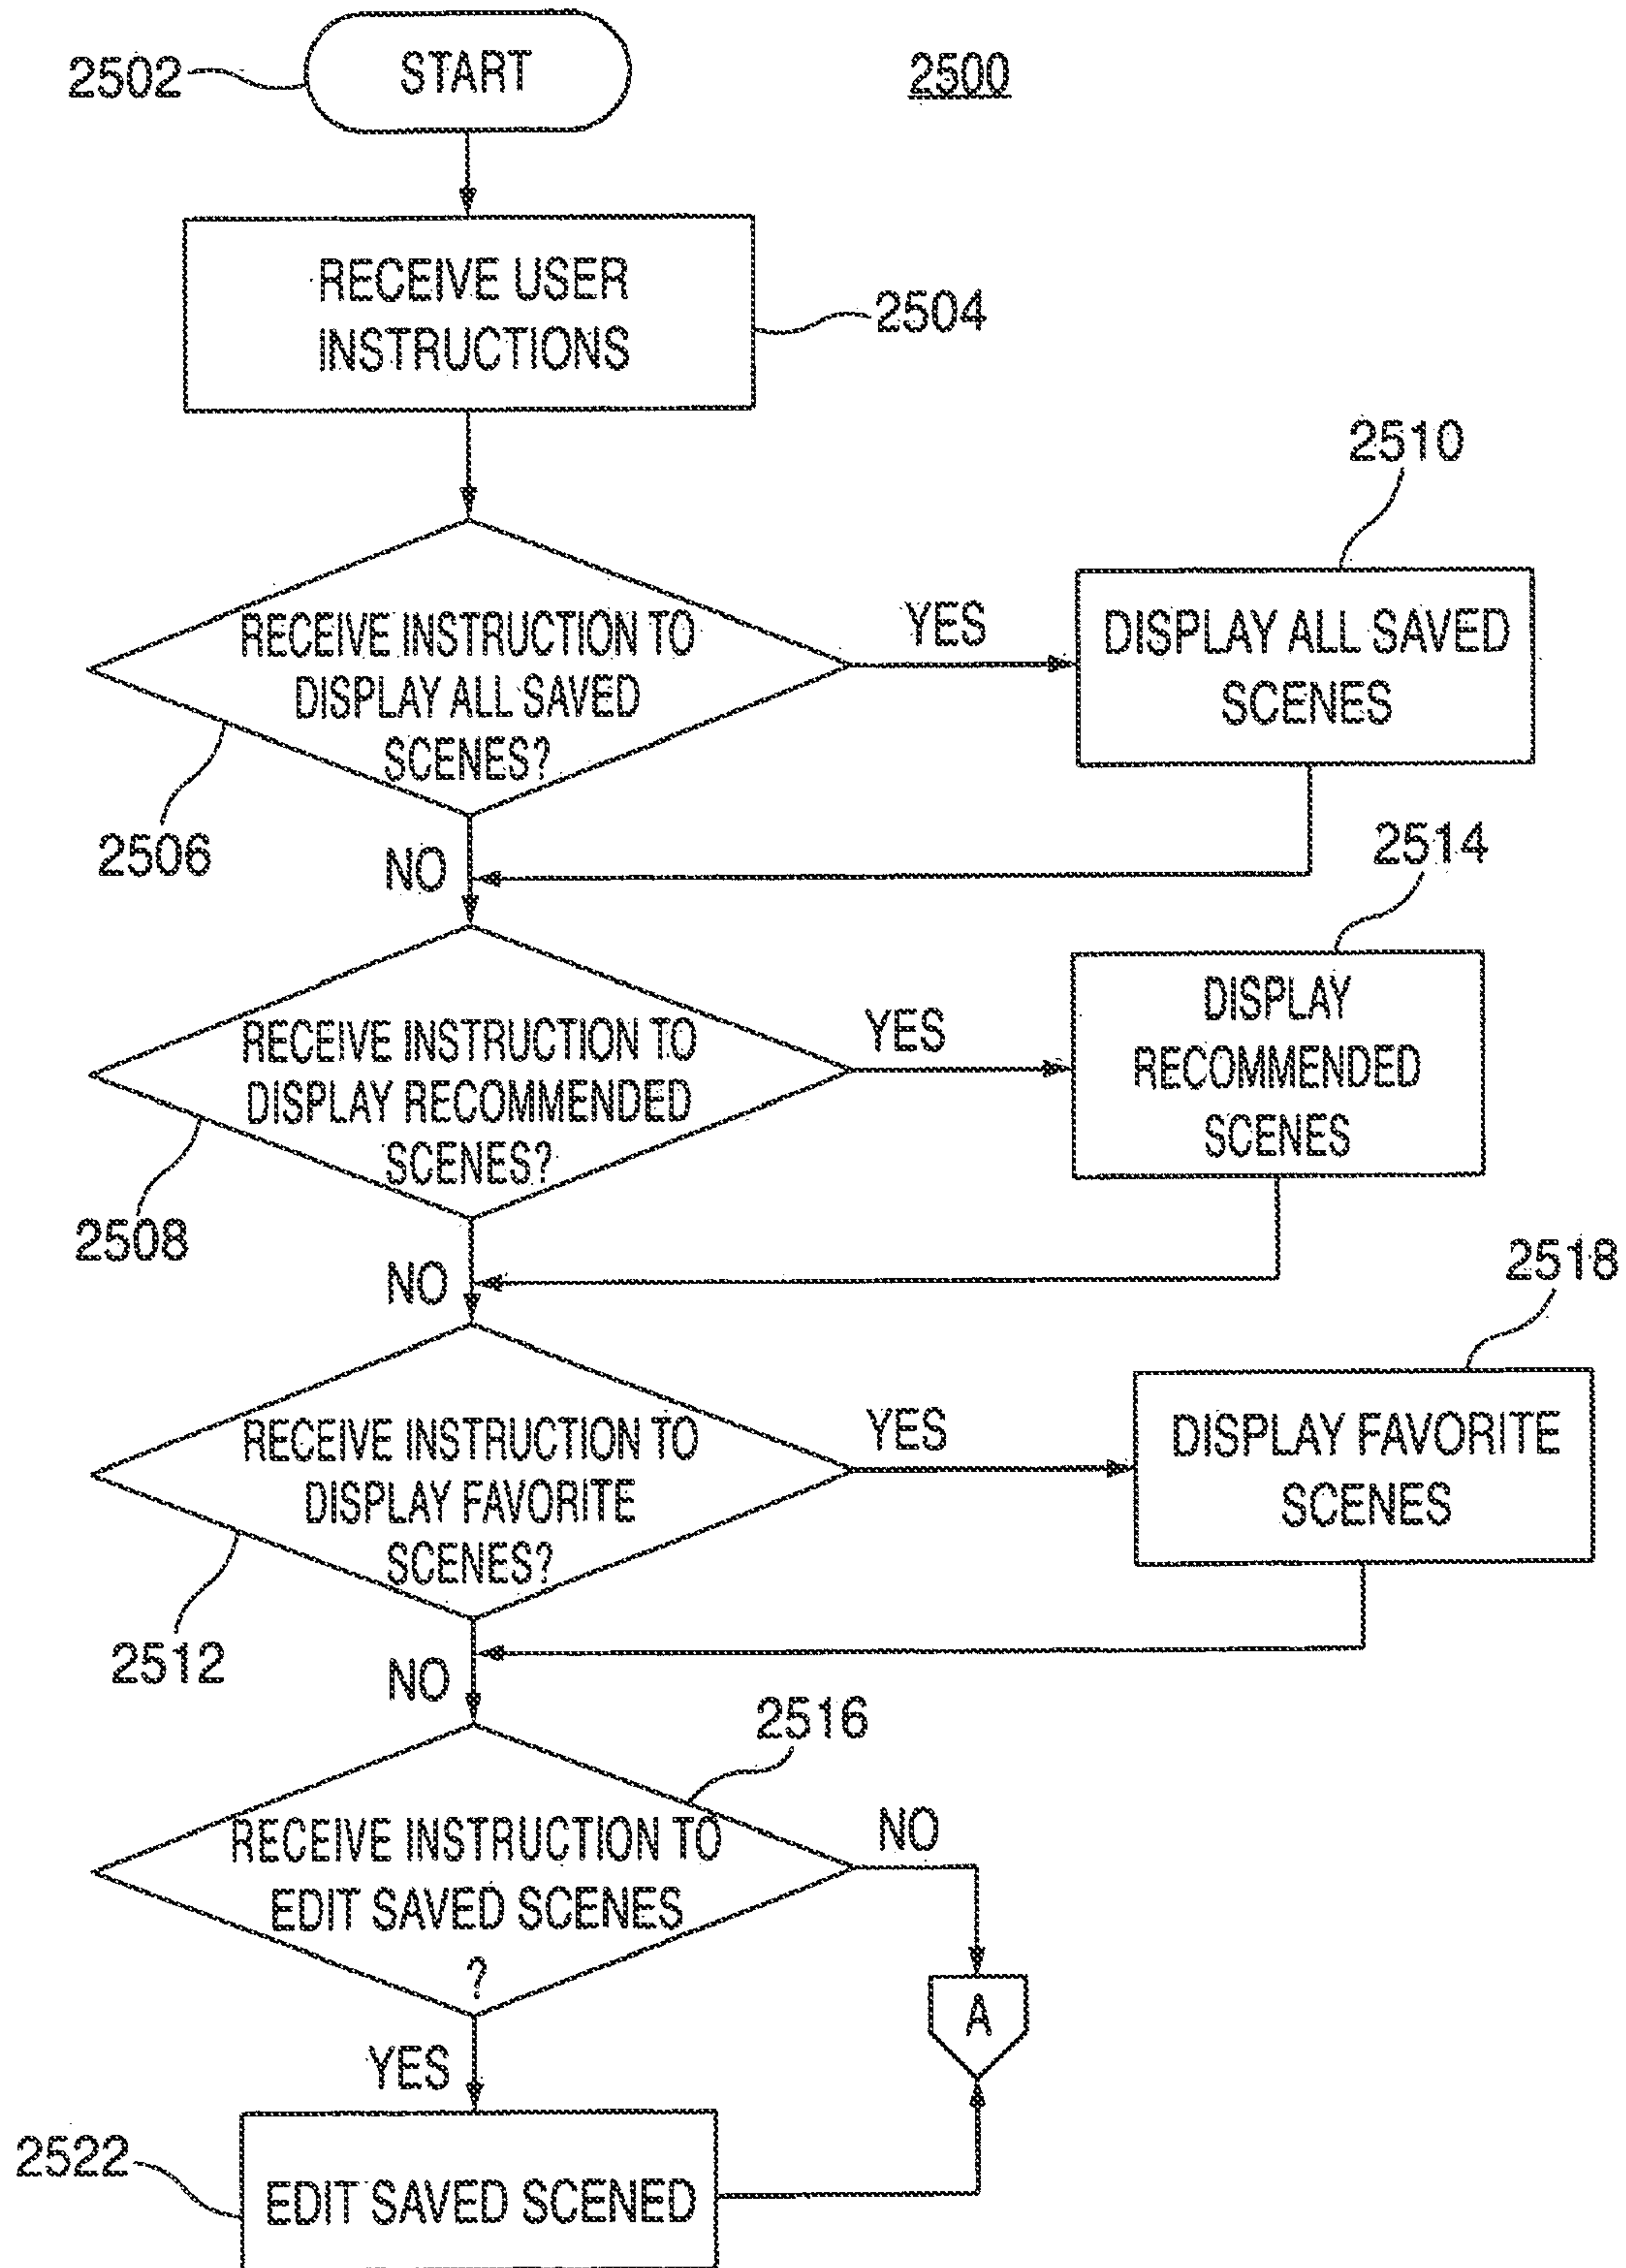 START
2502
2500
RECEIVE USER
INSTRUCTIONS
2504
2510
RECEIVE INSTRUCTION TO
DISPLAY ALL SAVED
SCENES?
YES
DISPLAY ALL SAVED
SCENES
2506
NO
2514
RECEIVE INSTRUCTION TO
DISPLAY RECOMMENDED
SCENES?
YES
DISPLAY
RECOMMENDED
SCENES
2508
NO
2518
RECEIVE INSTRUCTION TO
DISPLAY FAVORITE
SCENES?
YES
DISPLAY FAVORITE
SCENES
2512
NO
2516
RECEIVE INSTRUCTION TO
EDIT SAVED SCENES
?
NO
A
YES
2522
EDIT SAVED SCENED